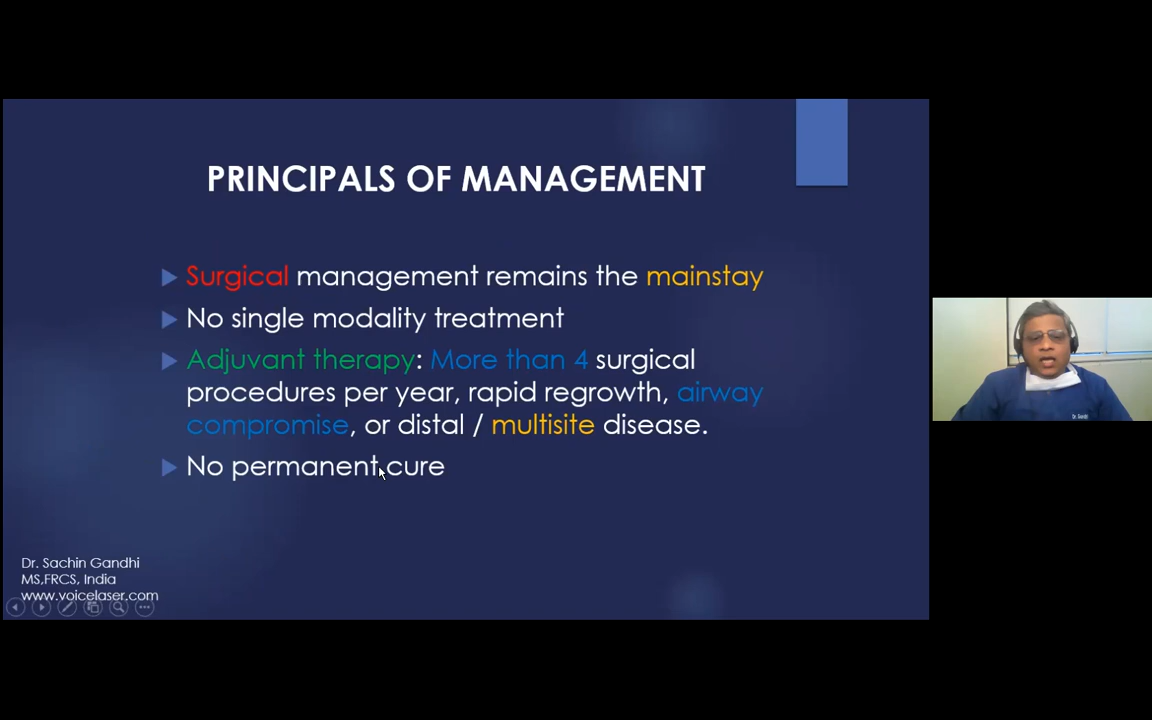 PRINCIPALS OF MANAGEMENT
Surgical management remains the mainstay
No single modality treatment
Adjuvant therapy: More than 4 surgical
procedures per year, rapid regrowth, airway
compromise, or distal / multisite disease.
No permanent cure
Dr. Sachin Gandhi
MS,FRCS, India
www.voicelaser.com